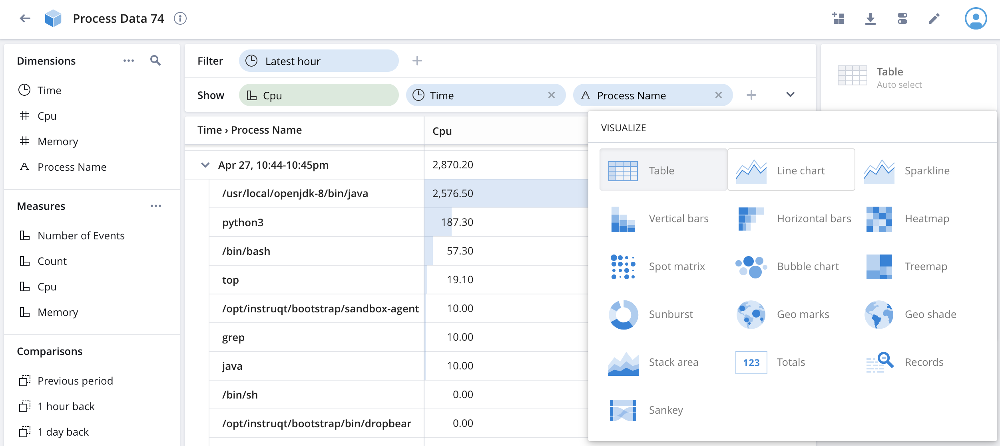 Process Data 74
Dimensions
Time
Cpu
Memory
Process Name
Measures
Number of Events
Count
Cpu
Memory
Comparisons
Previous period
1 hour back
1 day back
Filter
Latest hour
Show
Cpu
Time
Process Name
Time › Process Name
Cpu
Apr 27, 10:44-10:45pm
2,870.20
/usr/local/openjdk-8/bin/java
2,576.50
python3
187.30
/bin/bash
57.30
top
19.10
/opt/instruqt/bootstrap/sandbox-agent
10.00
grep
10.00
java
10.00
/bin/sh
0.00
/opt/instruqt/bootstrap/bin/dropbear
0.00
Table
Auto select
VISUALIZE
Table
Line chart
Sparkline
Vertical bars
Horizontal bars
Heatmap
Spot matrix
Bubble chart
Treemap
Sunburst
Geo marks
Geo shade
Stack area
123
Totals
Records
Sankey